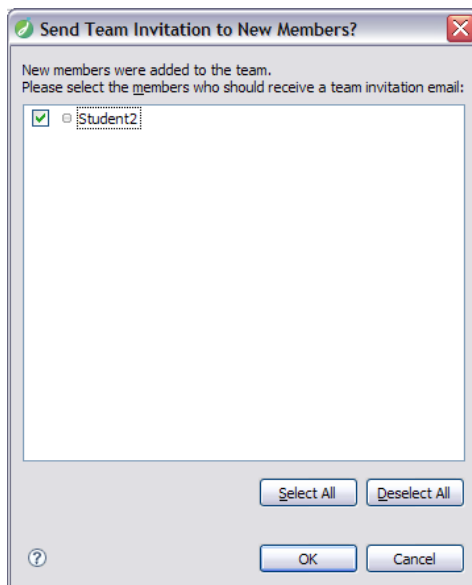 Send Team Invitation to New Members?
New members were added to the team.
Please select the members who should receive a team invitation email:
Student2
Select All
Deselect All
?
OK
Cancel